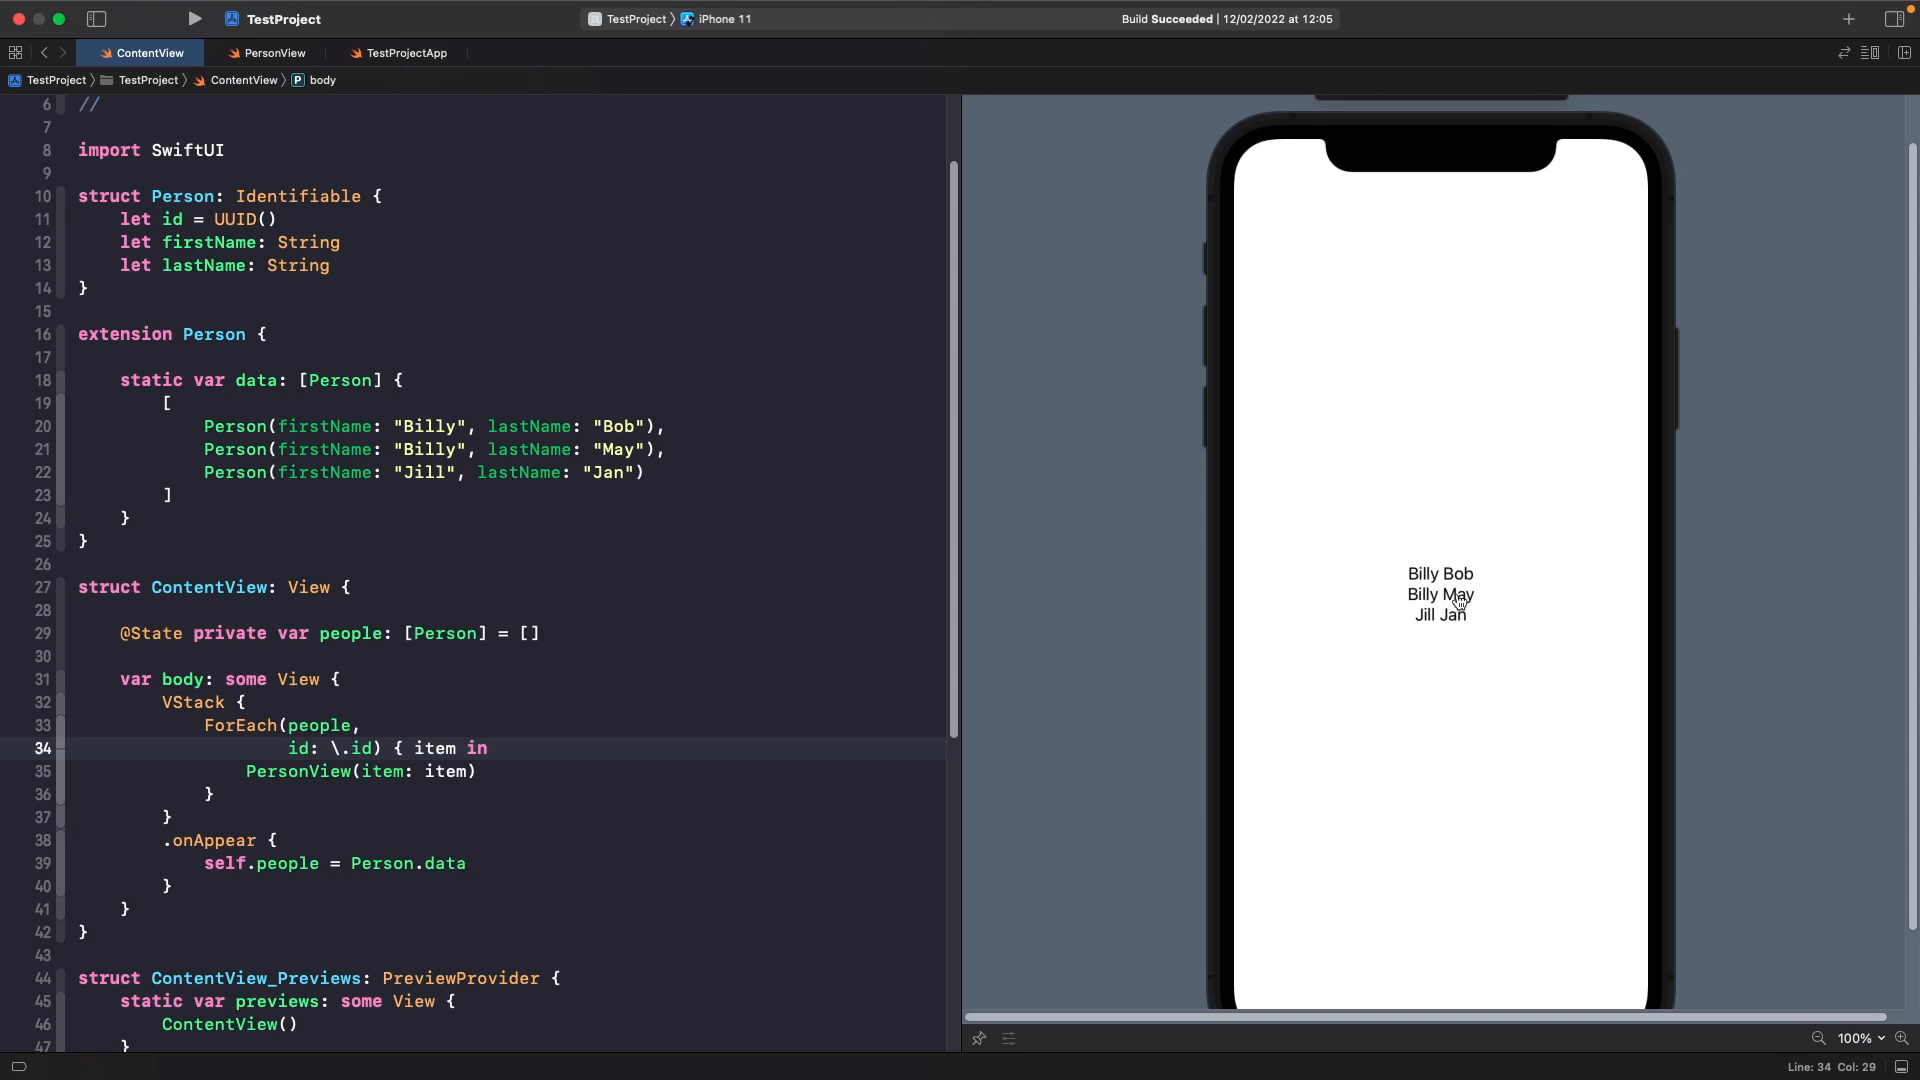 TestProject
TestProject 〉 iPhone 11
Build Succeeded | 12/02/2022 at 12:05
ContentView
PersonView
TestProjectApp
TestProject 〉 TestProject 〉 ContentView 〉 P body
6 //
7
8 import SwiftUI
9
10 struct Person: Identifiable {
11 let id = UUID()
12 let firstName: String
13 let lastName: String
14 }
15
16 extension Person {
17
18 static var data: [Person] {
19 [
20 Person(firstName: "Billy", lastName: "Bob"),
21 Person(firstName: "Billy", lastName: "May"),
22 Person(firstName: "Jill", lastName: "Jan")
23 ]
24 }
25 }
26
27 struct ContentView: View {
28
29 @State private var people: [Person] = []
30
31 var body: some View {
32 VStack {
33 ForEach(people,
34 id: \.id) { item in
35 PersonView(item: item)
36 }
37 }
38 .onAppear {
39 self.people = Person.data
40 }
41 }
42 }
43
44 struct ContentView_Previews: PreviewProvider {
45 static var previews: some View {
46 ContentView()
47 }
Billy Bob
Billy May
Jill Jan
100%
Line: 34 Col: 29